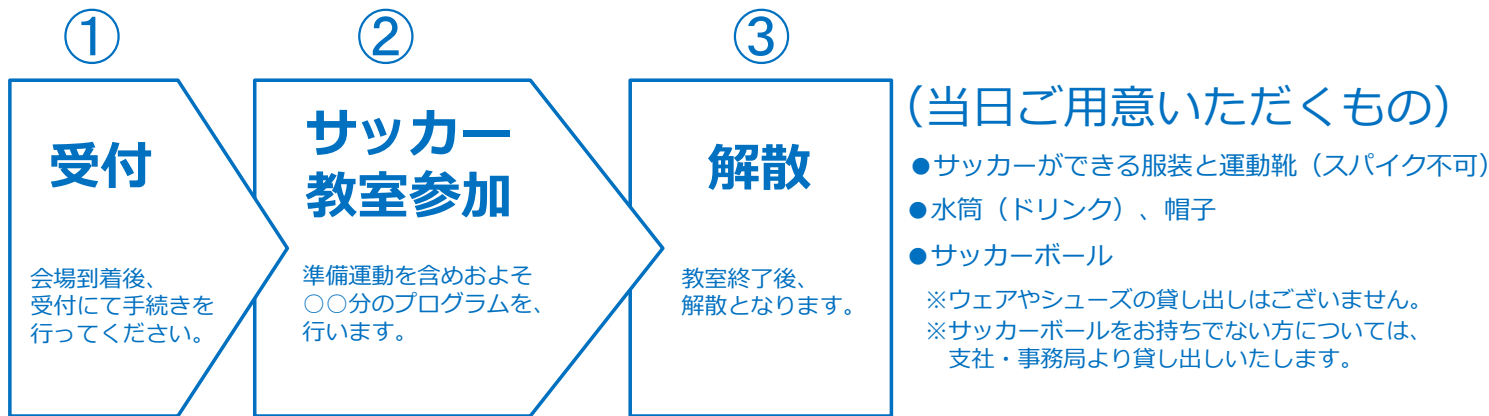 ①
受付
会場到着後、
受付にて手続きを
行ってください。
②
サッカー
教室参加
準備運動を含めおよそ
○○分のプログラムを、
行います。
③
解散
教室終了後、
解散となります。
（当日ご用意いただくもの）
●サッカーができる服装と運動靴（スパイク不可）
●水筒（ドリンク）、帽子
●サッカーボール
※ウェアやシューズの貸し出しはございません。
※サッカーボールをお持ちでない方については、
支社・事務局より貸し出しいたします。